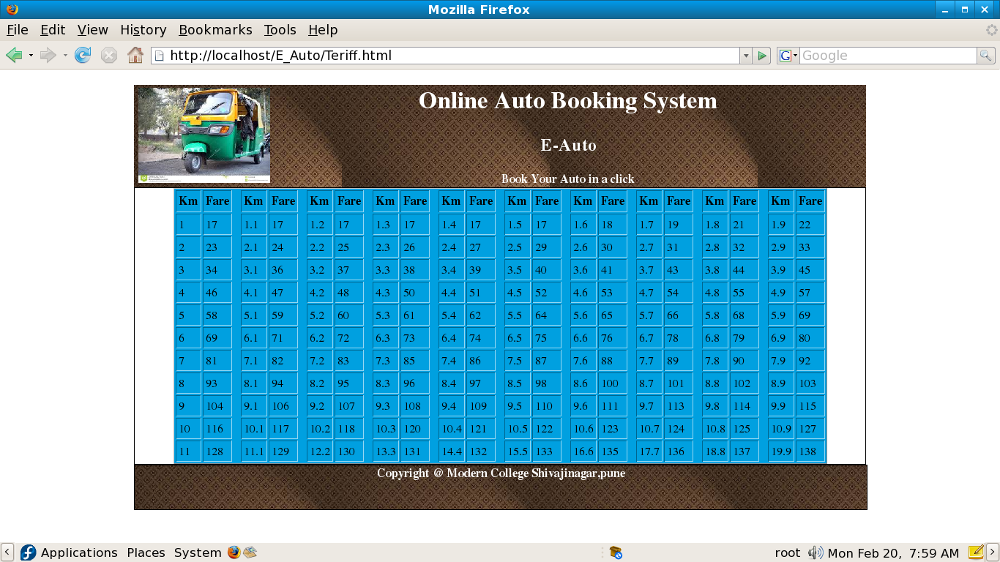 Mozilla Firefox
File Edit View History Bookmarks Tools Help
http://localhost/E_Auto/Teriff.html G Google
Online Auto Booking System
E-Auto
Book Your Auto in a click
Km Fare Km Fare Km Fare Km Fare Km Fare Km Fare Km Fare Km Fare Km Fare Km Fare
1 17 1.1 17 1.2 17 1.3 17 1.4 17 1.5 17 1.6 18 1.7 19 1.8 21 1.9 22
2 23 2.1 24 2.2 25 2.3 26 2.4 27 2.5 29 2.6 30 2.7 31 2.8 32 2.9 33
3 34 3.1 36 3.2 37 3.3 38 3.4 39 3.5 40 3.6 41 3.7 43 3.8 44 3.9 45
4 46 4.1 47 4.2 48 4.3 50 4.4 51 4.5 52 4.6 53 4.7 54 4.8 55 4.9 57
5 58 5.1 59 5.2 60 5.3 61 5.4 62 5.5 64 5.6 65 5.7 66 5.8 68 5.9 69
6 69 6.1 71 6.2 72 6.3 73 6.4 74 6.5 75 6.6 76 6.7 78 6.8 79 6.9 80
7 81 7.1 82 7.2 83 7.3 85 7.4 86 7.5 87 7.6 88 7.7 89 7.8 90 7.9 92
8 93 8.1 94 8.2 95 8.3 96 8.4 97 8.5 98 8.6 100 8.7 101 8.8 102 8.9 103
9 104 9.1 106 9.2 107 9.3 108 9.4 109 9.5 110 9.6 111 9.7 113 9.8 114 9.9 115
10 116 10.1 117 10.2 118 10.3 120 10.4 121 10.5 122 10.6 123 10.7 124 10.8 125 10.9 127
11 128 11.1 129 12.2 130 13.3 131 14.4 132 15.5 133 16.6 135 17.7 136 18.8 137 19.9 138
Copyright @ Modern College Shivajinagar,pune
Applications Places System root Mon Feb 20, 7:59 AM